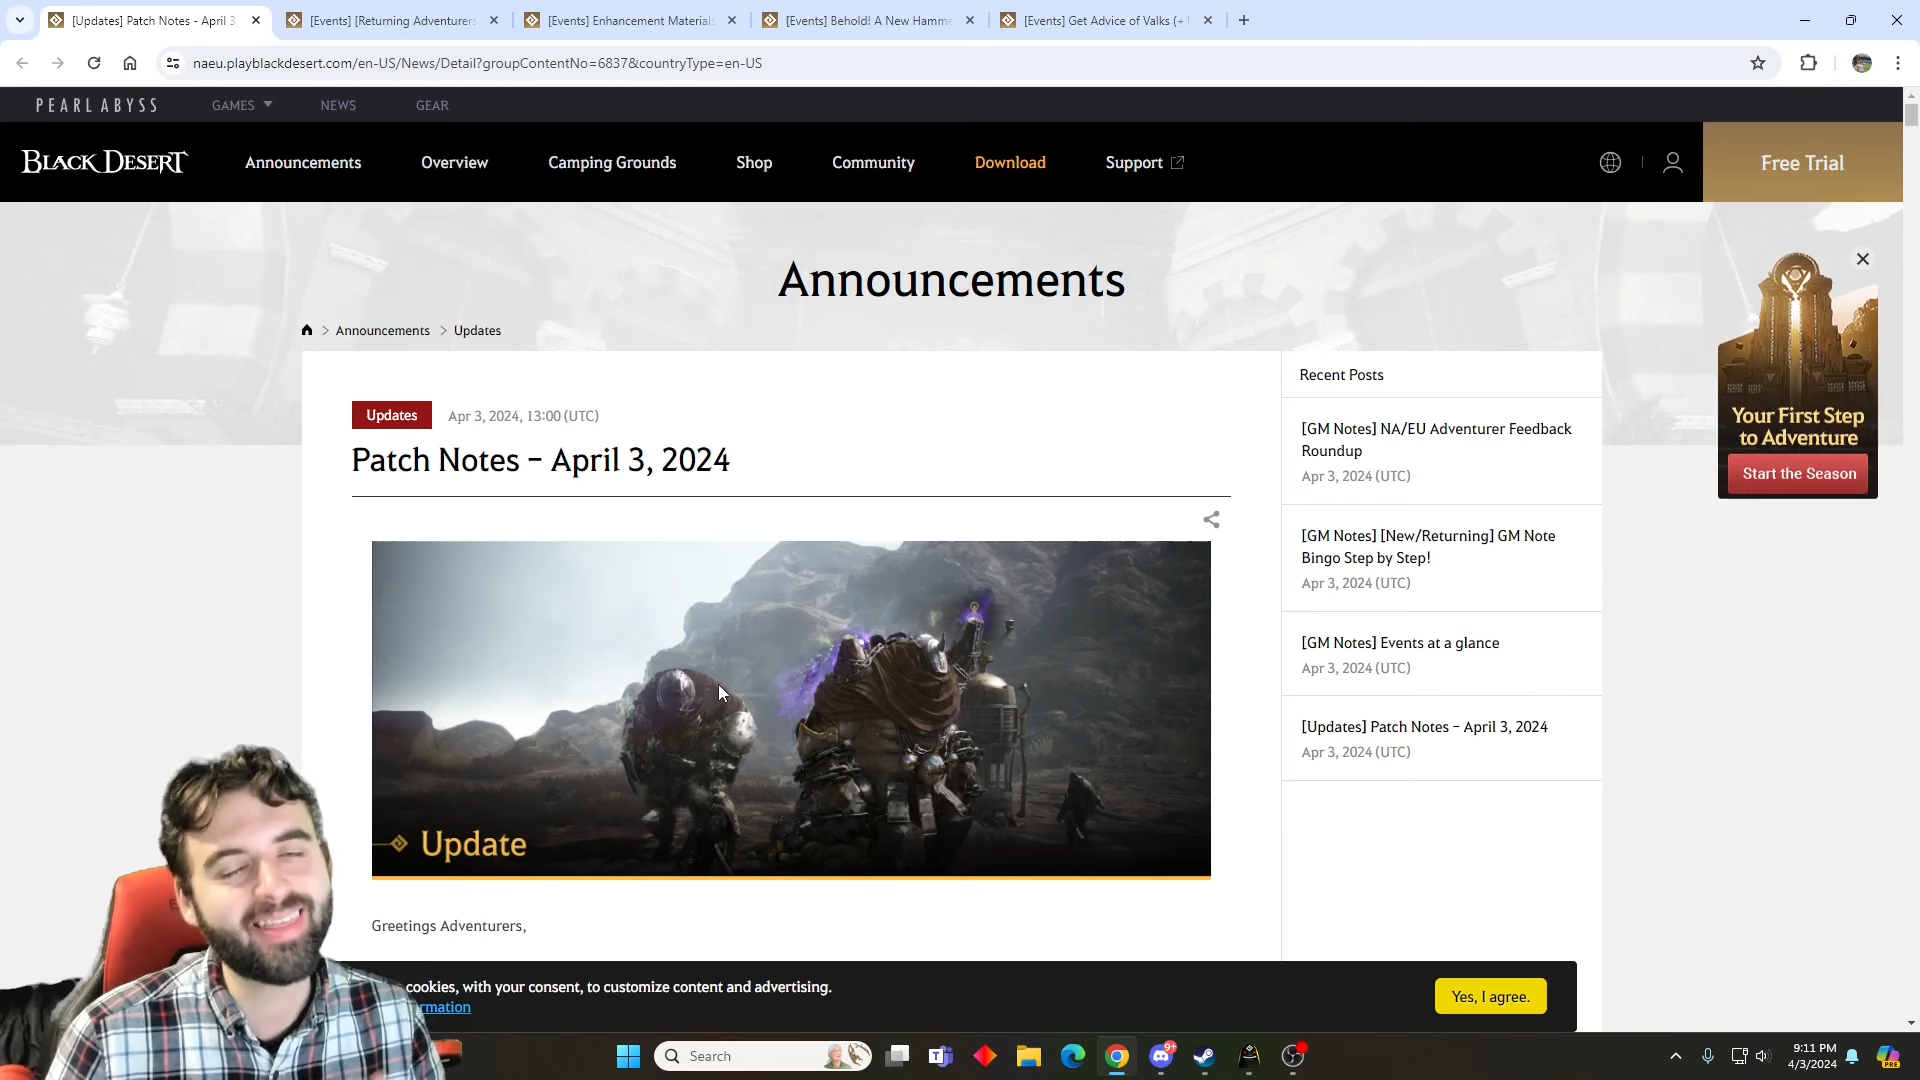 [Updates] Patch Notes - April 3
[Events] [Returning Adventurers
[Events] Enhancement Materials
[Events] Behold! A New Hamme
[Events] Get Advice of Valks (+1
naeu.playblackdesert.com/en-US/News/Detail?groupContentNo=6837&countryType=en-US
PEARL ABYSS
GAMES
NEWS
GEAR
BLACK DESERT
Announcements
Overview
Camping Grounds
Shop
Community
Download
Support
Free Trial
Announcements
Announcements
Updates
Updates
Apr 3, 2024, 13:00 (UTC)
Patch Notes – April 3, 2024
Update
Greetings Adventurers,
Recent Posts
[GM Notes] NA/EU Adventurer Feedback
Roundup
Apr 3, 2024 (UTC)
[GM Notes] [New/Returning] GM Note
Bingo Step by Step!
Apr 3, 2024 (UTC)
[GM Notes] Events at a glance
Apr 3, 2024 (UTC)
[Updates] Patch Notes – April 3, 2024
Apr 3, 2024 (UTC)
Your First Step
to Adventure
Start the Season
cookies, with your consent, to customize content and advertising.
rmation
Yes, I agree.
Search
9+
9:11 PM
4/3/2024
PRE